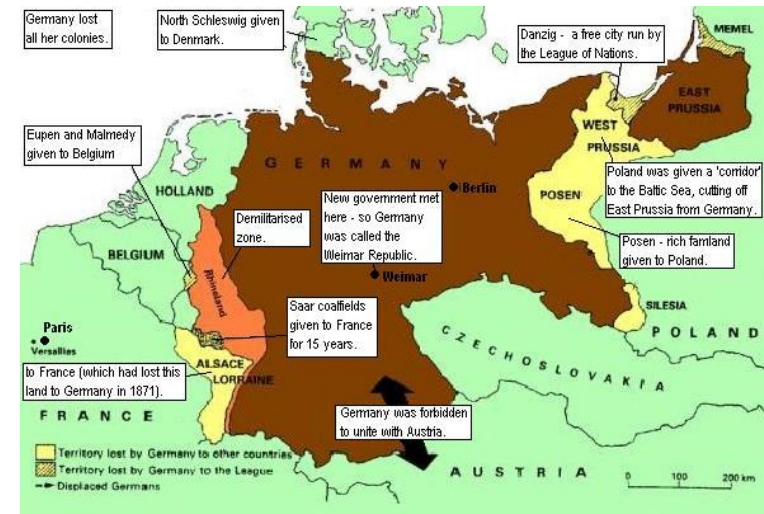 Germany lost
all her colonies.
North Schleswig given
to Denmark.
Danzig - a free city run by
the League of Nations.
MEMEL
EAST
PRUSSIA
Eupen and Malmedy
given to Belgium
WEST
PRUSSIA
GERMANY
Poland was given a 'corridor'
to the Baltic Sea, cutting off
East Prussia from Germany.
HOLLAND
Berlin
POSEN
New government met
here - so Germany
was called the
Weimar Republic.
Demilitarised
zone.
Posen - rich famland
given to Poland.
BELGIUM
Rhineland
Weimar
Saar coalfields
given to France
for 15 years.
SILESIA
Paris
Versailles
POLAND
CZECHOSLOVAKIA
ALSACE
LORRAINE
to France (which had lost this
land to Germany in 1871).
FRANCE
Germany was forbidden
to unite with Austria.
Territory lost by Germany to other countries
Territory lost by Germany to the League
Displaced Germans
AUSTRIA
0 100 200 km